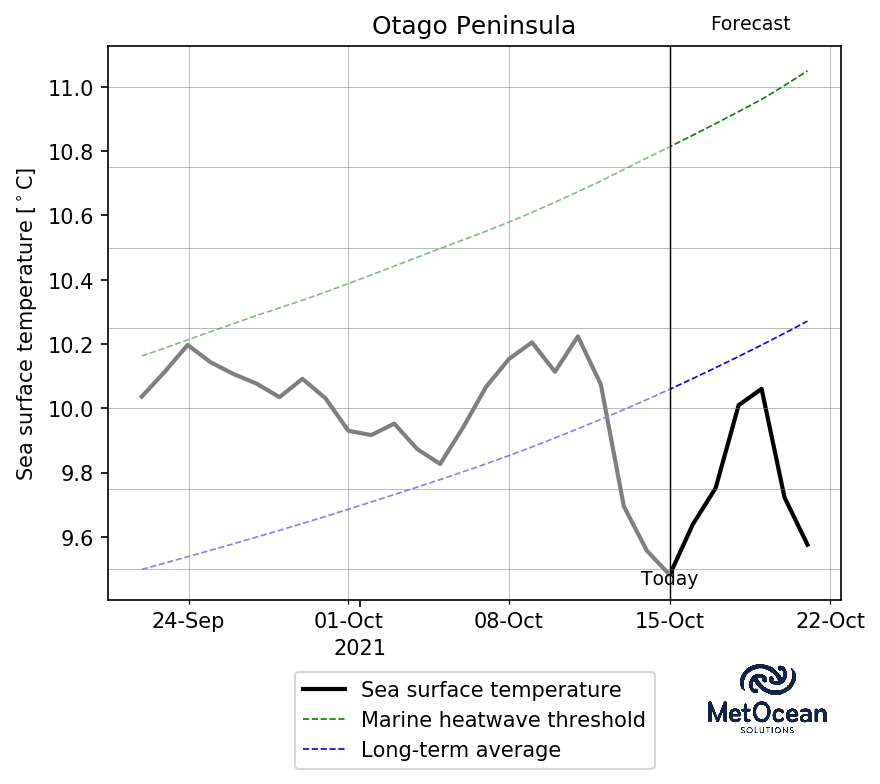 Otago Peninsula
Forecast
Sea surface temperature [°C]
11.0
10.8
10.6
10.4
10.2
10.0
9.8
9.6
Today
24-Sep
01-Oct
08-Oct
15-Oct
22-Oct
2021
Sea surface temperature
Marine heatwave threshold
Long-term average
MetOcean
SOLUTIONS